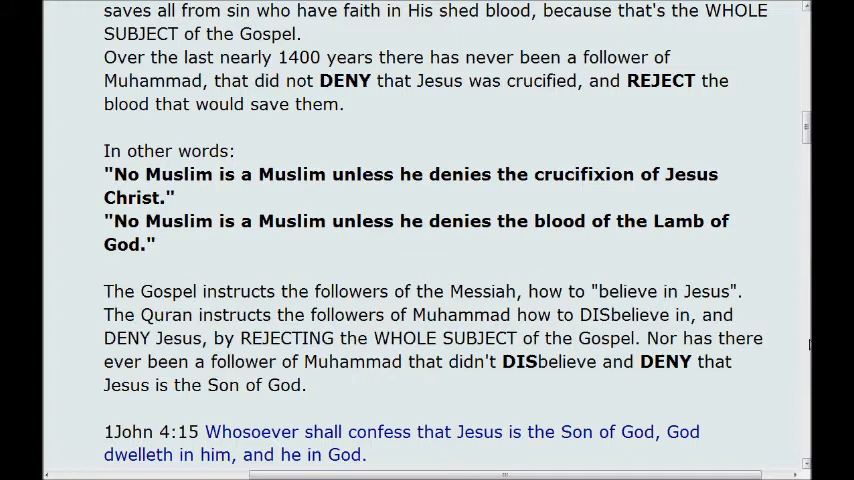 saves all from sin who have faith in His shed blood, because that's the WHOLE
SUBJECT of the Gospel.
Over the last nearly 1400 years there has never been a follower of
Muhammad, that did not DENY that Jesus was crucified, and REJECT the
blood that would save them.
In other words:
"No Muslim is a Muslim unless he denies the crucifixion of Jesus
Christ."
"No Muslim is a Muslim unless he denies the blood of the Lamb of
God."
The Gospel instructs the followers of the Messiah, how to "believe in Jesus".
The Quran instructs the followers of Muhammad how to DISbelieve in, and
DENY Jesus, by REJECTING the WHOLE SUBJECT of the Gospel. Nor has there
ever been a follower of Muhammad that didn't DISbelieve and DENY that
Jesus is the Son of God.
1John 4:15 Whosoever shall confess that Jesus is the Son of God, God
dwelleth in him, and he in God.